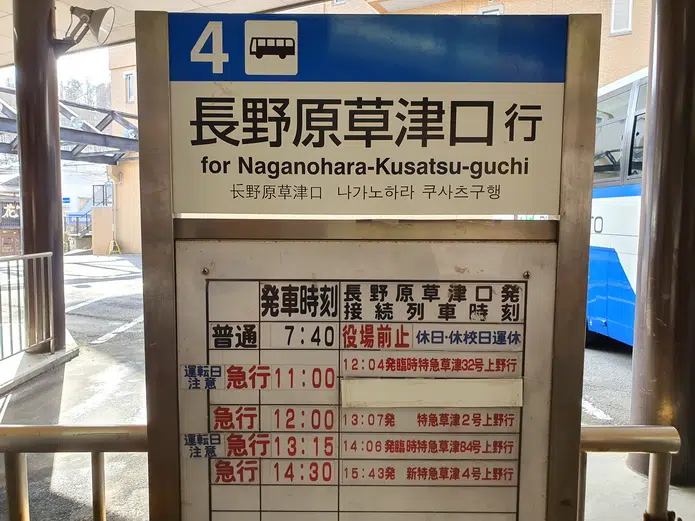 4
長野原草津口行
for Naganohara-Kusatsu-guchi
长野原草津口 나가노하라 쿠사츠구행
発車時刻 長野原草津口発
接続列車時刻
普通 7:40 役場前止 休日・休校日運休
運転日注意 急行 11:00 12:04発臨時特急草津32号上野行
急行 12:00 13:07発 特急草津2号上野行
運転日注意 急行 13:15 14:06発臨時特急草津84号上野行
急行 14:30 15:43発 新特急草津4号上野行